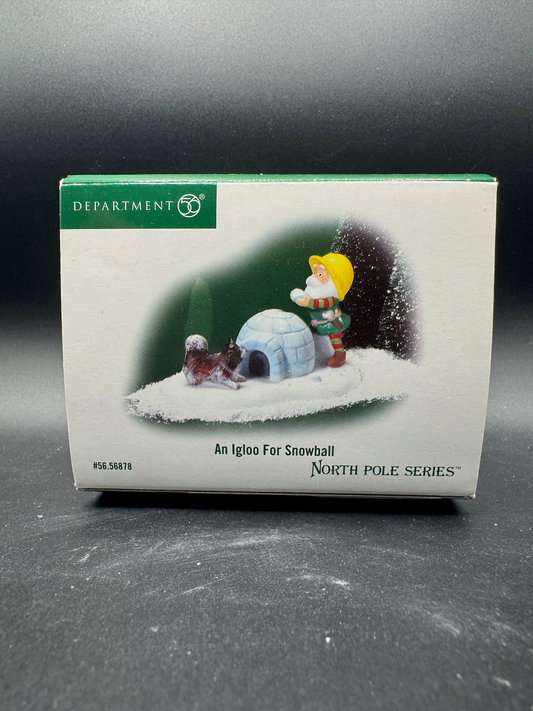 DEPARTMENT 56®
An Igloo For Snowball
#56.56878
NORTH POLE SERIES™